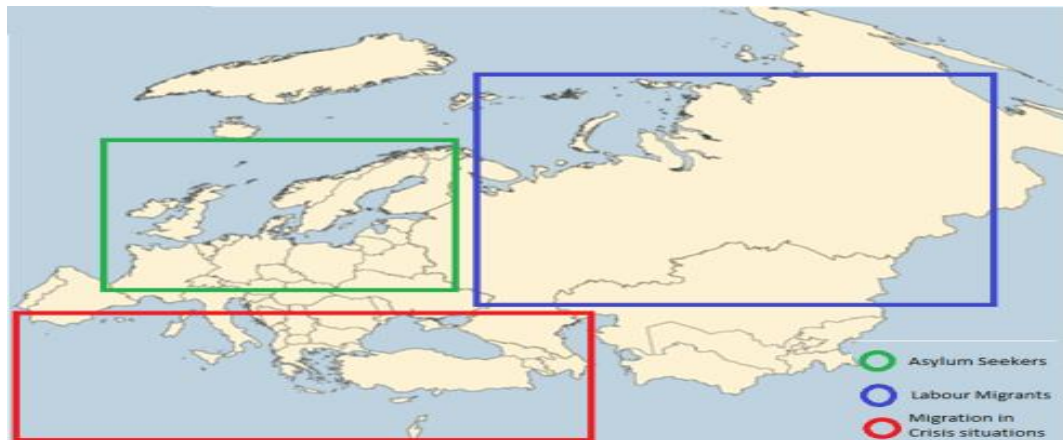 Asylum Seekers
Labour Migrants
Migration in
Crisis situations